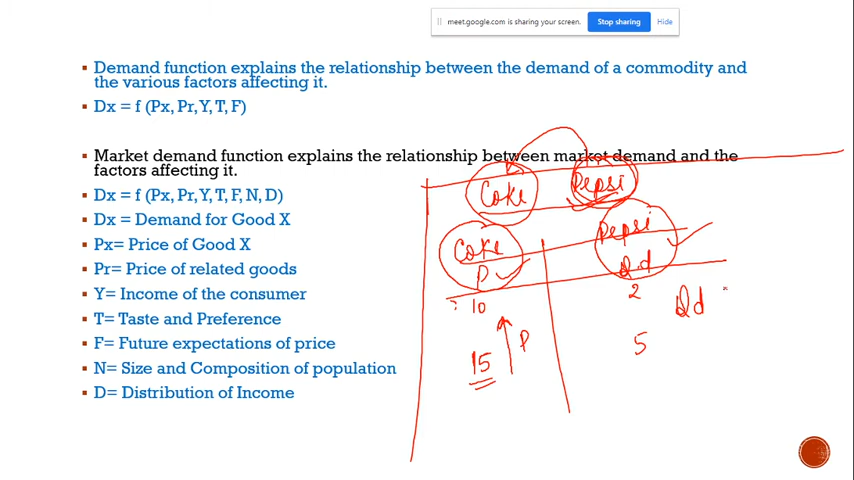 meet.google.com is sharing your screen. Stop sharing Hide
Demand function explains the relationship between the demand of a commodity and
the various factors affecting it.
Dx = f (Px, Pr, Y, T, F)
Market demand function explains the relationship between market demand and the
factors affecting it.
Dx = f (Px, Pr, Y, T, F, N, D)
Dx = Demand for Good X
Px= Price of Good X
Pr= Price of related goods
Y= Income of the consumer
T= Taste and Preference
F= Future expectations of price
N= Size and Composition of population
D= Distribution of Income
Coke Pepsi
Coke Pepsi
P Qd
10 2 Qd
15 P 5